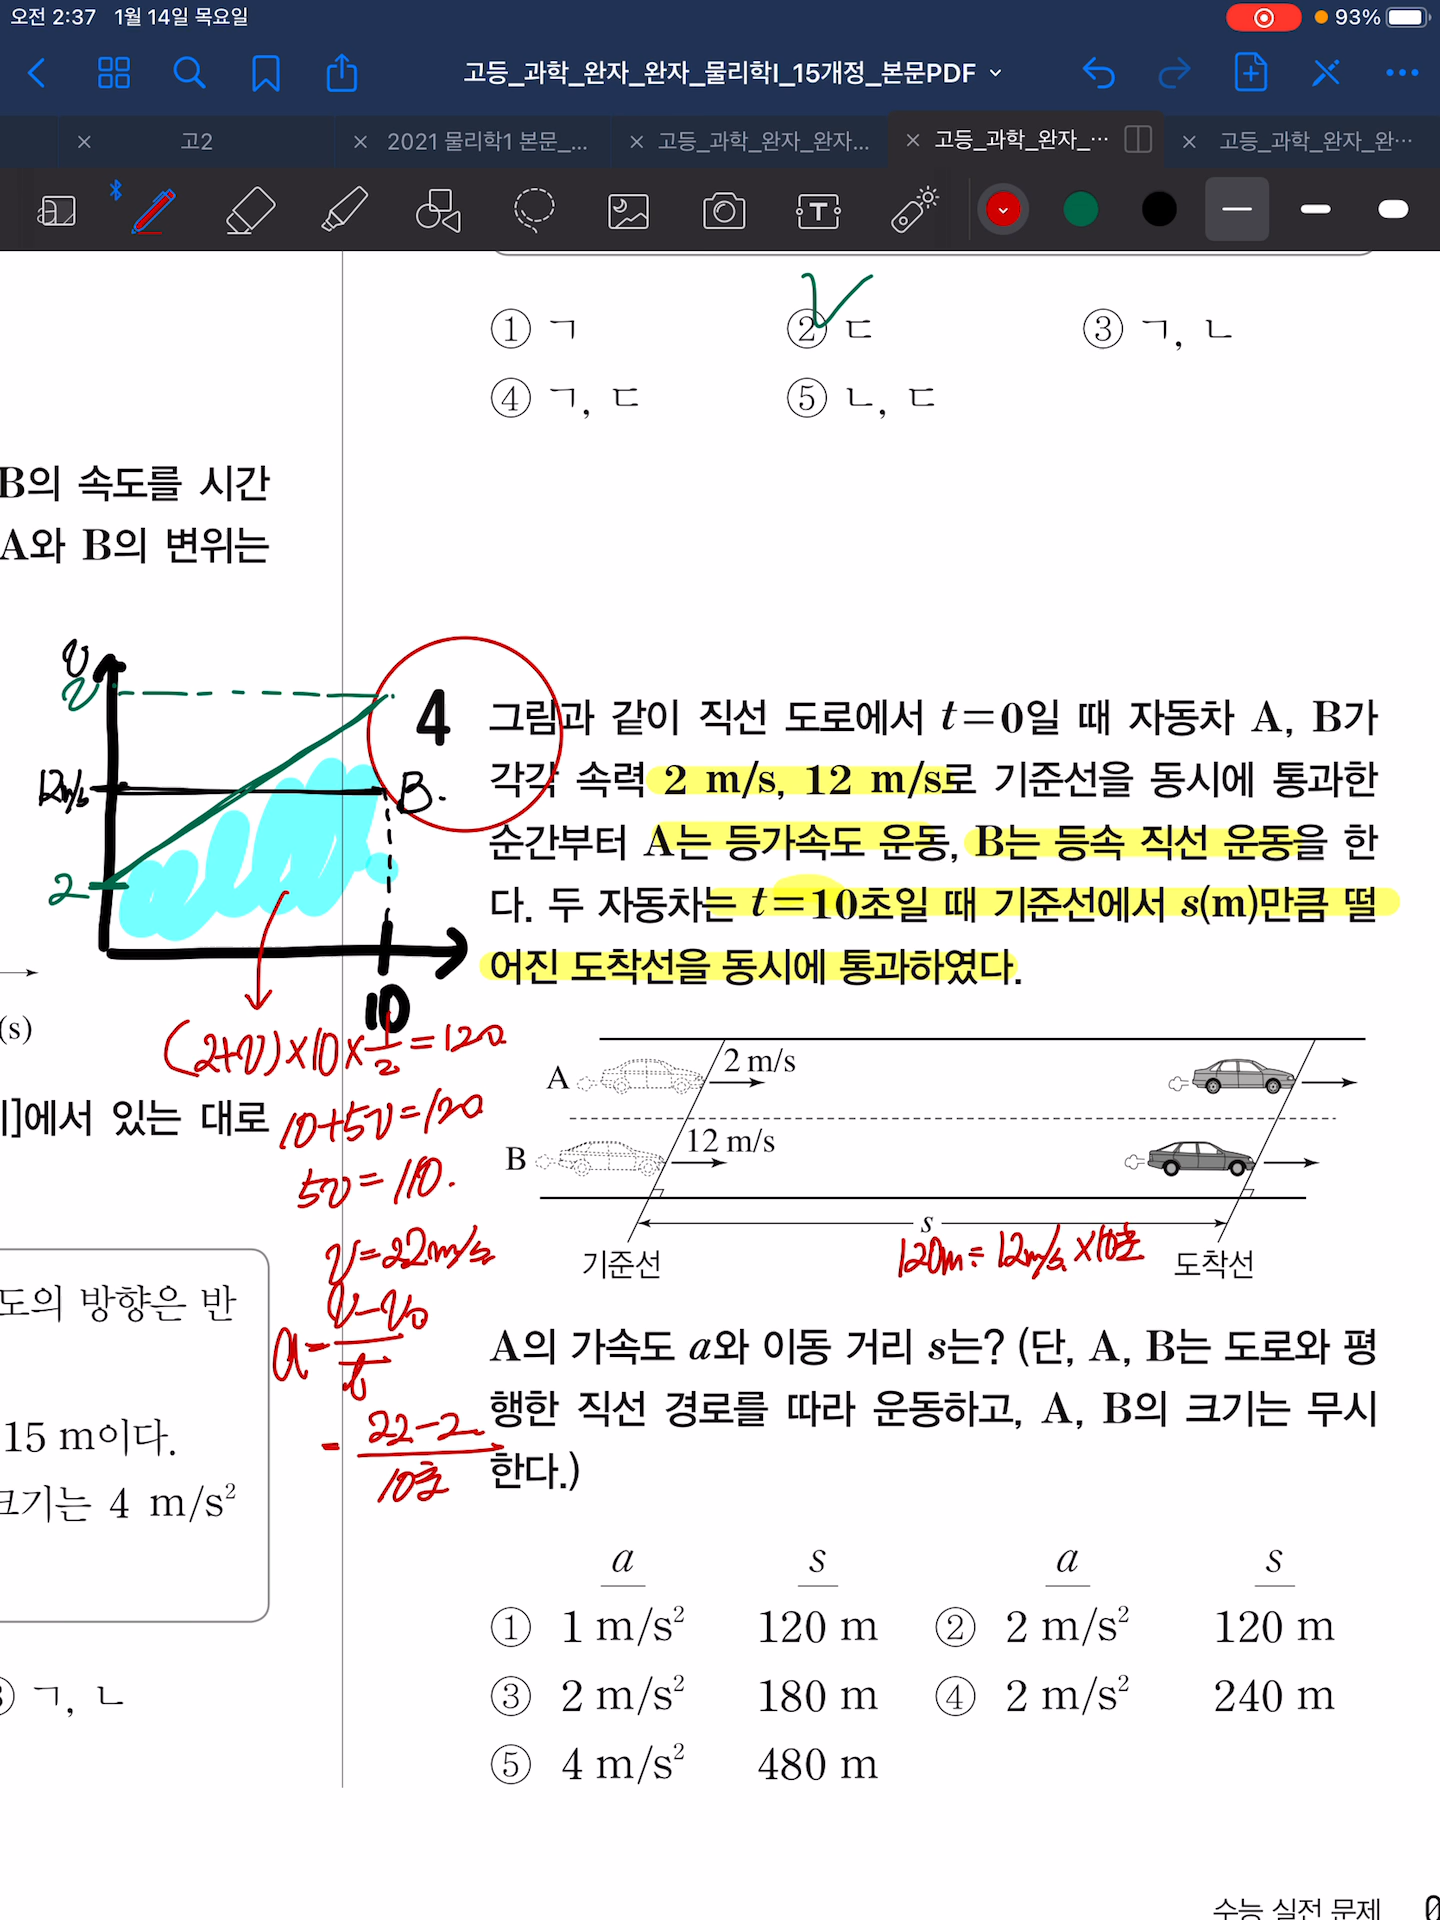 오전 2:37 1월 14일 목요일
93%
고등_과학_완자_완자_물리학I_15개정_본문PDF
고2
2021 물리학1 본문_...
고등_과학_완자_완자...
고등_과학_완자_...
고등_과학_완자_완...
① ㄱ ② ㄷ ③ ㄱ, ㄴ
④ ㄱ, ㄷ ⑤ ㄴ, ㄷ
B의 속도를 시간
A와 B의 변위는
v
v
12m/s
B.
2
10
(s)
(2+v)×10×1/2=120
10+5v=120
5v=110.
v=22m/s
a=v-v₀/t
=22-2/10초
]에서 있는 대로
도의 방향은 반
15 m이다.
크기는 4 m/s²
ㄱ, ㄴ
4
그림과 같이 직선 도로에서 t=0일 때 자동차 A, B가
각각 속력 2 m/s, 12 m/s로 기준선을 동시에 통과한
순간부터 A는 등가속도 운동, B는 등속 직선 운동을 한
다. 두 자동차는 t=10초일 때 기준선에서 s(m)만큼 떨
어진 도착선을 동시에 통과하였다.
A 2 m/s
B 12 m/s
s
기준선 도착선
120m=12m/s×10초
A의 가속도 a와 이동 거리 s는? (단, A, B는 도로와 평
행한 직선 경로를 따라 운동하고, A, B의 크기는 무시
한다.)
a s a s
① 1 m/s² 120 m ② 2 m/s² 120 m
③ 2 m/s² 180 m ④ 2 m/s² 240 m
⑤ 4 m/s² 480 m
수능 실전 문제